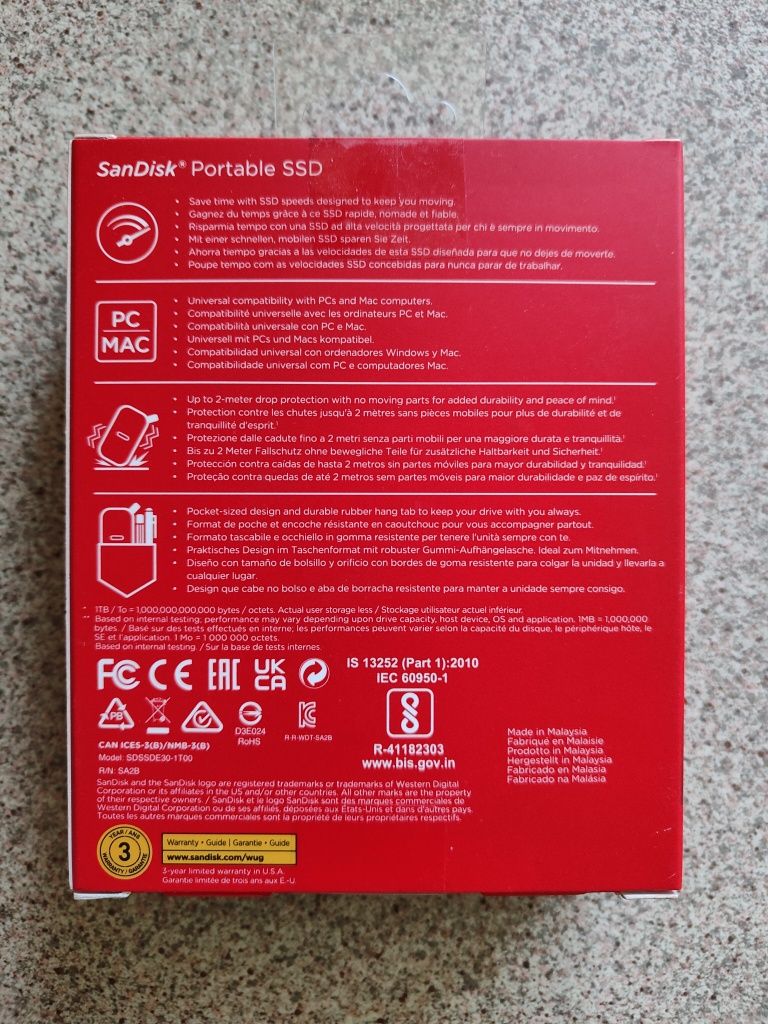 SanDisk® Portable SSD
• Save time with SSD speeds designed to keep you moving.
• Gagnez du temps grâce à ce SSD rapide, nomade et fiable.
• Risparmia tempo con una SSD ad alta velocità progettata per chi è sempre in movimento.
• Mit einer schnellen, mobilen SSD sparen Sie Zeit.
• Ahorra tiempo gracias a las velocidades de esta SSD diseñada para que no dejes de moverte.
• Poupe tempo com as velocidades SSD concebidas para nunca parar de trabalhar.
PC
MAC
• Universal compatibility with PCs and Mac computers.
• Compatibilité universelle avec les ordinateurs PC et Mac.
• Compatibilità universale con PC e Mac.
• Universell mit PCs und Macs kompatibel.
• Compatibilidad universal con ordenadores Windows y Mac.
• Compatibilidade universal com PC e computadores Mac.
• Up to 2-meter drop protection with no moving parts for added durability and peace of mind.¹
• Protection contre les chutes jusqu'à 2 mètres sans pièces mobiles pour plus de durabilité et de
tranquillité d'esprit.¹
• Protezione dalle cadute fino a 2 metri senza parti mobili per una maggiore durata e tranquillità.¹
• Bis zu 2 Meter Fallschutz ohne bewegliche Teile für zusätzliche Haltbarkeit und Sicherheit.¹
• Protección contra caídas de hasta 2 metros sin partes móviles para mayor durabilidad y tranquilidad.¹
• Proteção contra quedas de até 2 metros sem partes móveis para maior durabilidade e paz de espírito.¹
• Pocket-sized design and durable rubber hang tab to keep your drive with you always.
• Format de poche et encoche résistante en caoutchouc pour vous accompagner partout.
• Formato tascabile e occhiello in gomma resistente per tenere l'unità sempre con te.
• Praktisches Design im Taschenformat mit robuster Gummi-Aufhängelasche. Ideal zum Mitnehmen.
• Diseño con tamaño de bolsillo y orificio con bordes de goma resistente para colgar la unidad y llevarla a
cualquier lugar.
• Design que cabe no bolso e aba de borracha resistente para manter a unidade sempre consigo.
* 1TB / To = 1,000,000,000,000 bytes / octets. Actual user storage less / Stockage utilisateur actuel inférieur.
** Based on internal testing; performance may vary depending upon drive capacity, host device, OS and application. 1MB = 1,000,000
bytes. / Basé sur des tests effectués en interne; les performances peuvent varier selon la capacité du disque, le périphérique hôte, le
SE et l'application. 1 Mo = 1 000 000 octets.
¹ Based on internal testing. / Sur la base de tests internes.
FC CE EAC UK CA
IS 13252 (Part 1):2010
IEC 60950-1
PB
D3E024
RoHS
R-R-WDT-SA2B
R-41182303
www.bis.gov.in
CAN ICES-3(B)/NMB-3(B)
Model: SDSSDE30-1T00
R/N: SA2B
Made in Malaysia
Fabriqué en Malaisie
Prodotto in Malaysia
Hergestellt in Malaysia
Fabricado en Malasia
Fabricado na Malásia
SanDisk and the SanDisk logo are registered trademarks or trademarks of Western Digital
Corporation or its affiliates in the US and/or other countries. All other marks are the property
of their respective owners. / SanDisk et le logo SanDisk sont des marques commerciales de
Western Digital Corporation ou de ses affiliés, déposées aux États-Unis et dans d'autres pays.
Toutes les autres marques commerciales sont la propriété de leurs propriétaires respectifs.
YEAR / ANS
3
WARRANTY / GARANTIE
Warranty • Guide | Garantie • Guide
www.sandisk.com/wug
3-year limited warranty in U.S.A.
Garantie limitée de trois ans aux É.-U.